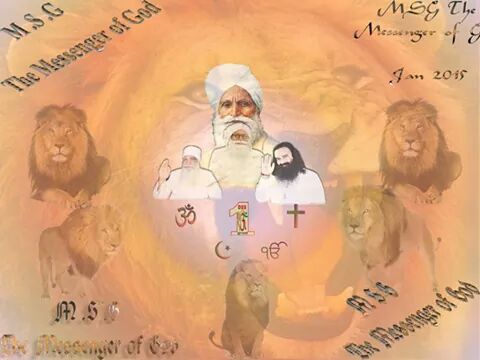 M.S.G
The Messenger of God
MSG The
Messenger of G
Jan 2015
ॐ
1
ੴ
M.S.G
The Messenger of God
M.S.G
The Messenger of God